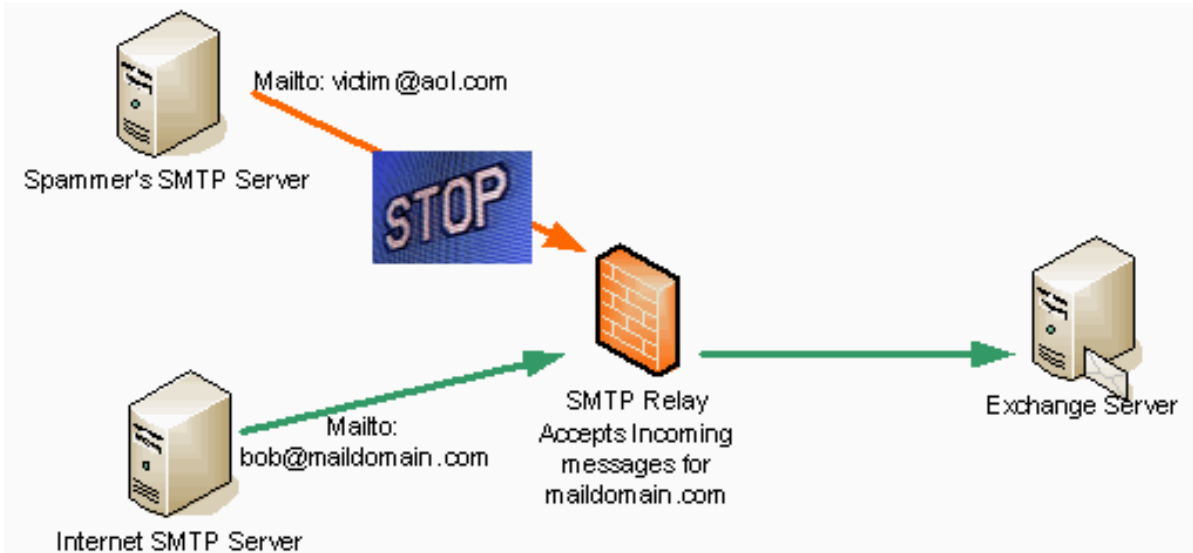 Mailto: victim@aol.com
Spammer's SMTP Server
STOP
SMTP Relay
Accepts Incoming
messages for
maildomain.com
Exchange Server
Mailto:
bob@maildomain.com
Internet SMTP Server